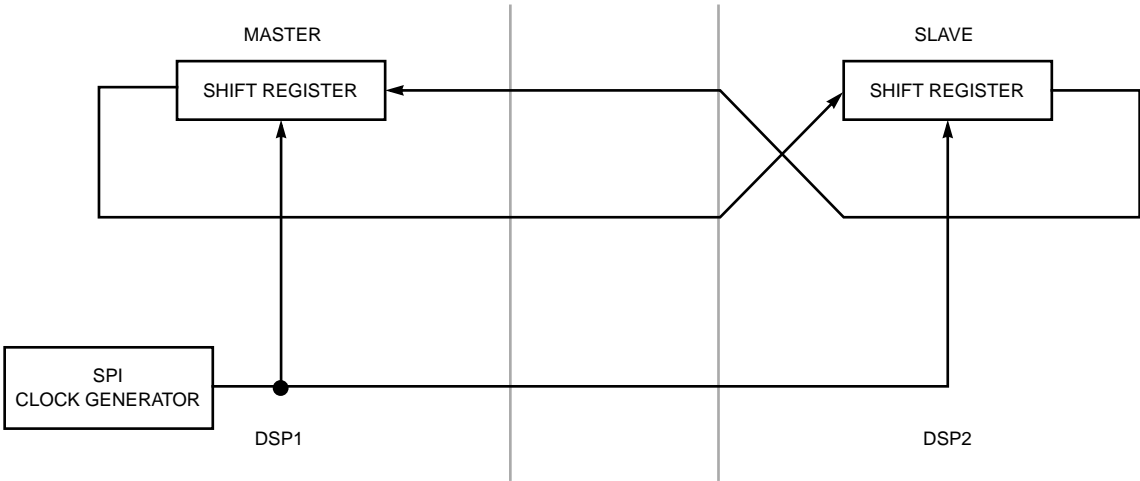 MASTER
SLAVE
SHIFT REGISTER
SHIFT REGISTER
SPI
CLOCK GENERATOR
DSP1
DSP2